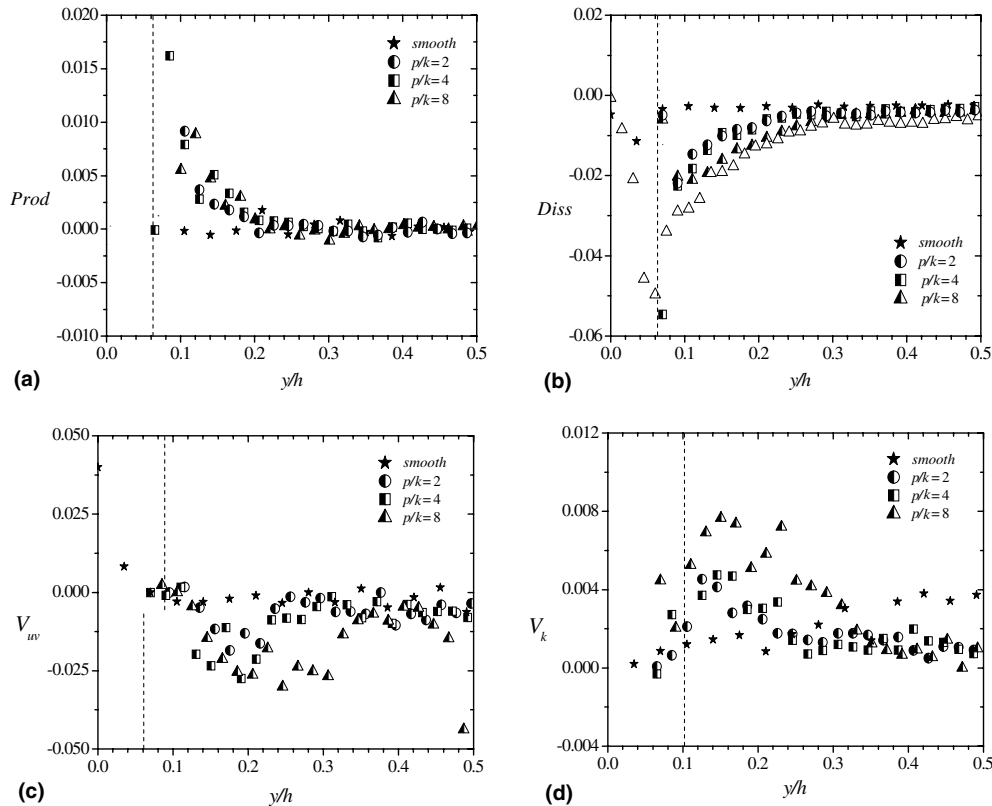 0.020
0.015
0.010
0.005
0.000
-0.005
-0.010
Prod
smooth
p/k=2
p/k=4
p/k=8
0.0 0.1 0.2 0.3 0.4 0.5
y/h
(a)
0.02
0.00
-0.02
-0.04
-0.06
Diss
smooth
p/k=2
p/k=4
p/k=8
0.0 0.1 0.2 0.3 0.4 0.5
y/h
(b)
0.050
0.025
0.000
-0.025
-0.050
V_uv
smooth
p/k=2
p/k=4
p/k=8
0.0 0.1 0.2 0.3 0.4 0.5
y/h
(c)
0.012
0.008
0.004
0.000
-0.004
V_k
smooth
p/k=2
p/k=4
p/k=8
0.0 0.1 0.2 0.3 0.4 0.5
y/h
(d)